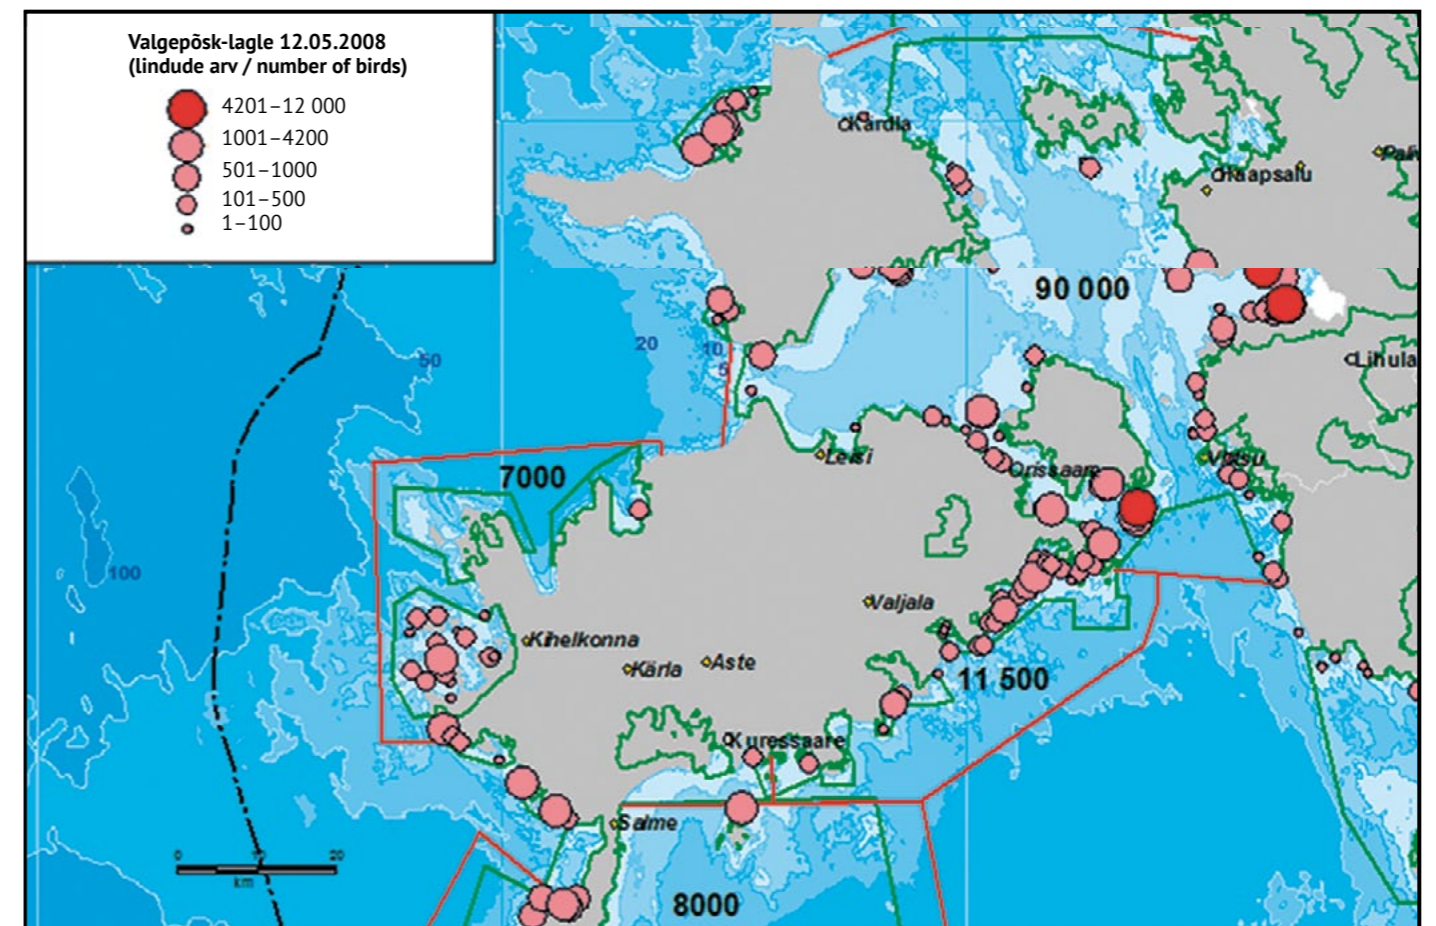 Valgepõsk-lagle 12.05.2008
(lindude arv / number of birds)
4201–12 000
1001–4200
501–1000
101–500
1–100
Kärdla
Haapsalu
90 000
20
10
5
50
Lihula
Leisi
7000
Orissaare
Virtsu
100
Valjala
Kihelkonna
Kärla
Aste
11 500
Kuressaare
Salme
0
10
20
km
8000